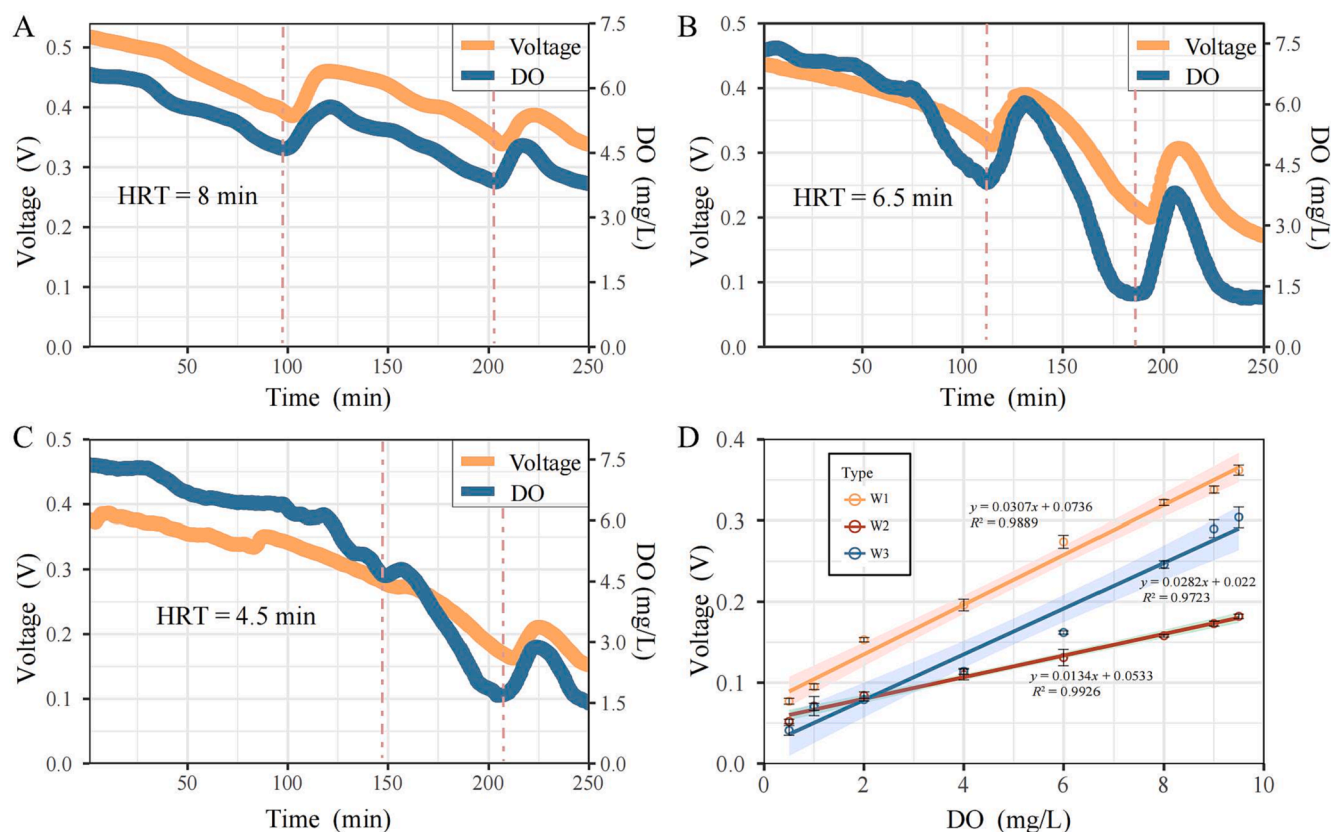 A
Voltage
DO
HRT = 8 min
Voltage (V)
0.5
0.4
0.3
0.2
0.1
0.0
DO (mg/L)
7.5
6.0
4.5
3.0
1.5
0.0
50 100 150 200 250
Time (min)
B
Voltage
DO
HRT = 6.5 min
Voltage (V)
0.5
0.4
0.3
0.2
0.1
0.0
DO (mg/L)
7.5
6.0
4.5
3.0
1.5
0.0
50 100 150 200 250
Time (min)
C
Voltage
DO
HRT = 4.5 min
Voltage (V)
0.5
0.4
0.3
0.2
0.1
0.0
DO (mg/L)
7.5
6.0
4.5
3.0
1.5
0.0
50 100 150 200 250
Time (min)
D
Type
W1
W2
W3
y = 0.0307x + 0.0736
R² = 0.9889
y = 0.0282x + 0.022
R² = 0.9723
y = 0.0134x + 0.0533
R² = 0.9926
Voltage (V)
0.4
0.3
0.2
0.1
0.0
0 2 4 6 8 10
DO (mg/L)